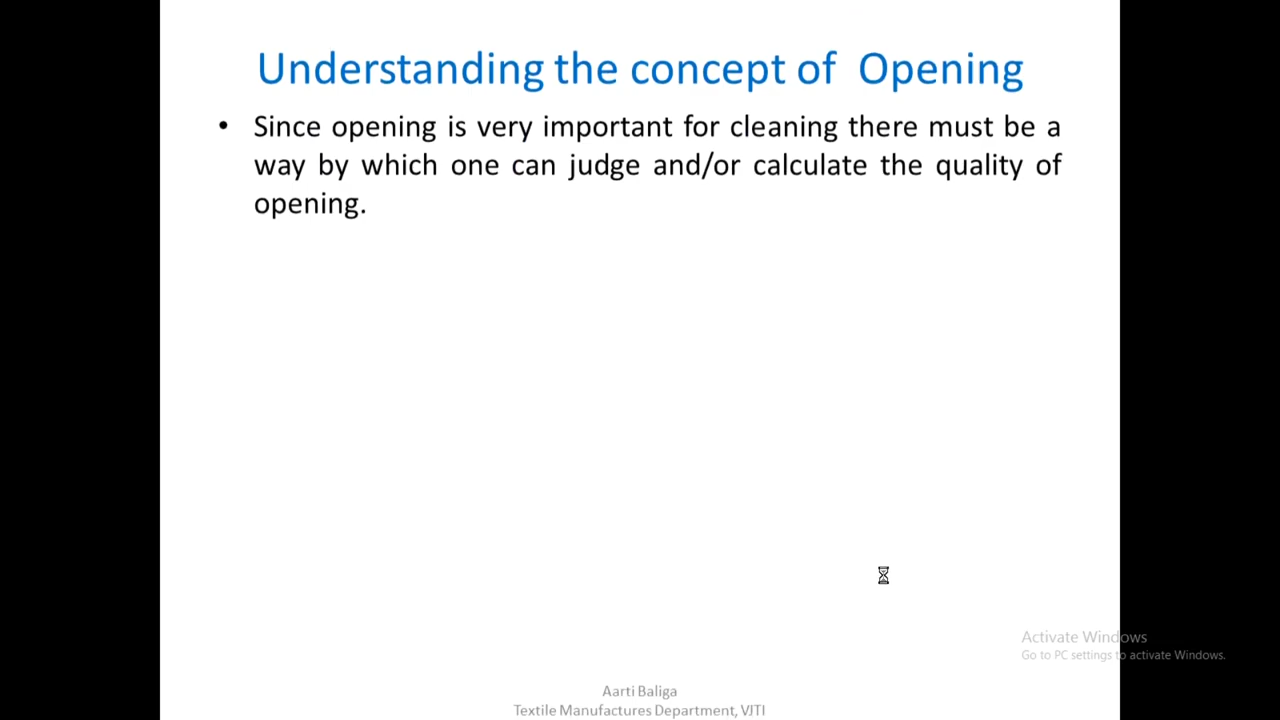 Understanding the concept of Opening
• Since opening is very important for cleaning there must be a
way by which one can judge and/or calculate the quality of
opening.
Activate Windows
Go to PC settings to activate Windows.
Aarti Baliga
Textile Manufactures Department, VJTI